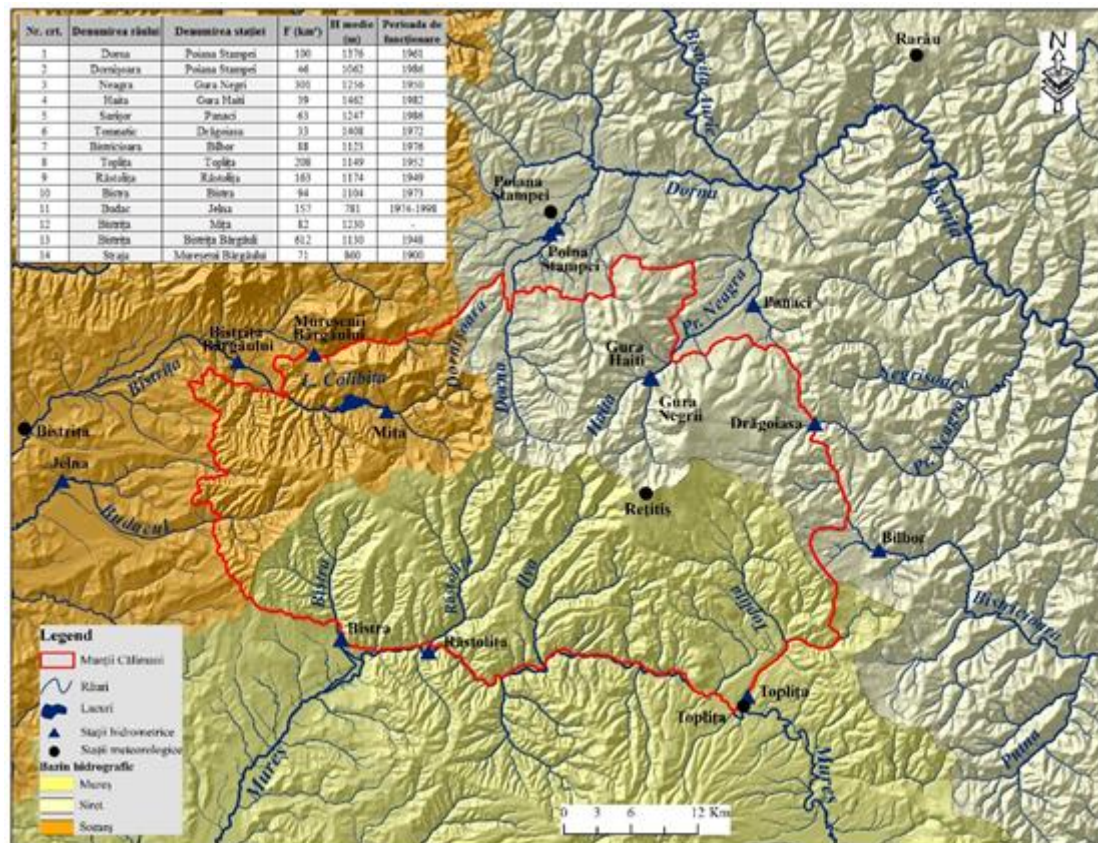 Nr. crt. Denumirea râului Denumirea stației F (km²) H mediu (m) Perioada de funcționare
1 Dorna Poiana Stampei 100 1376 1961
2 Dornișoara Poiana Stampei 46 1062 1986
3 Neagra Gura Negri 301 1256 1950
4 Haita Gura Haiti 39 1462 1982
5 Sarișor Panaci 63 1247 1986
6 Tomnatic Drăgoiasa 33 1408 1972
7 Bistricioara Bilbor 88 1123 1976
8 Toplița Toplița 208 1149 1952
9 Răstolița Răstolița 163 1174 1949
10 Bistra Bistra 94 1104 1973
11 Budac Jelna 157 781 1974-1998
12 Bistrița Mița 82 1230 -
13 Bistrița Bistrița Bârgăuli 612 1130 1948
14 Straja Mureșeni Bârgăului 71 860 1900
Rarău
N
Bistrița Aurie
Poiana
Stampei
Dorna
Bistrița
Poina
Stampei
Pr. Neagra
Panaci
Dornișoara
Mureșenii
Bârgăului
Bistrița
Bârgăului
Gura
Haiti
Bistrița
L. Colibița
Dorna
Negrișoara
Haita
Gura
Negrii
Drăgoiasa
Bistrița
Mița
Pr. Neagra
Jelna
Rețitiș
Budacul
Bilbor
Bistra
Ilva
Toplița
Bistricioara
Bistra
Răstolița
Toplița
Toplița
Mureș
Mureș
Putna
Legend
Munții Călimani
Râuri
Lacuri
Stații hidrometrice
Stații meteorologice
Bazin hidrografic
Mureș
Siret
Someș
0 3 6 12 Km